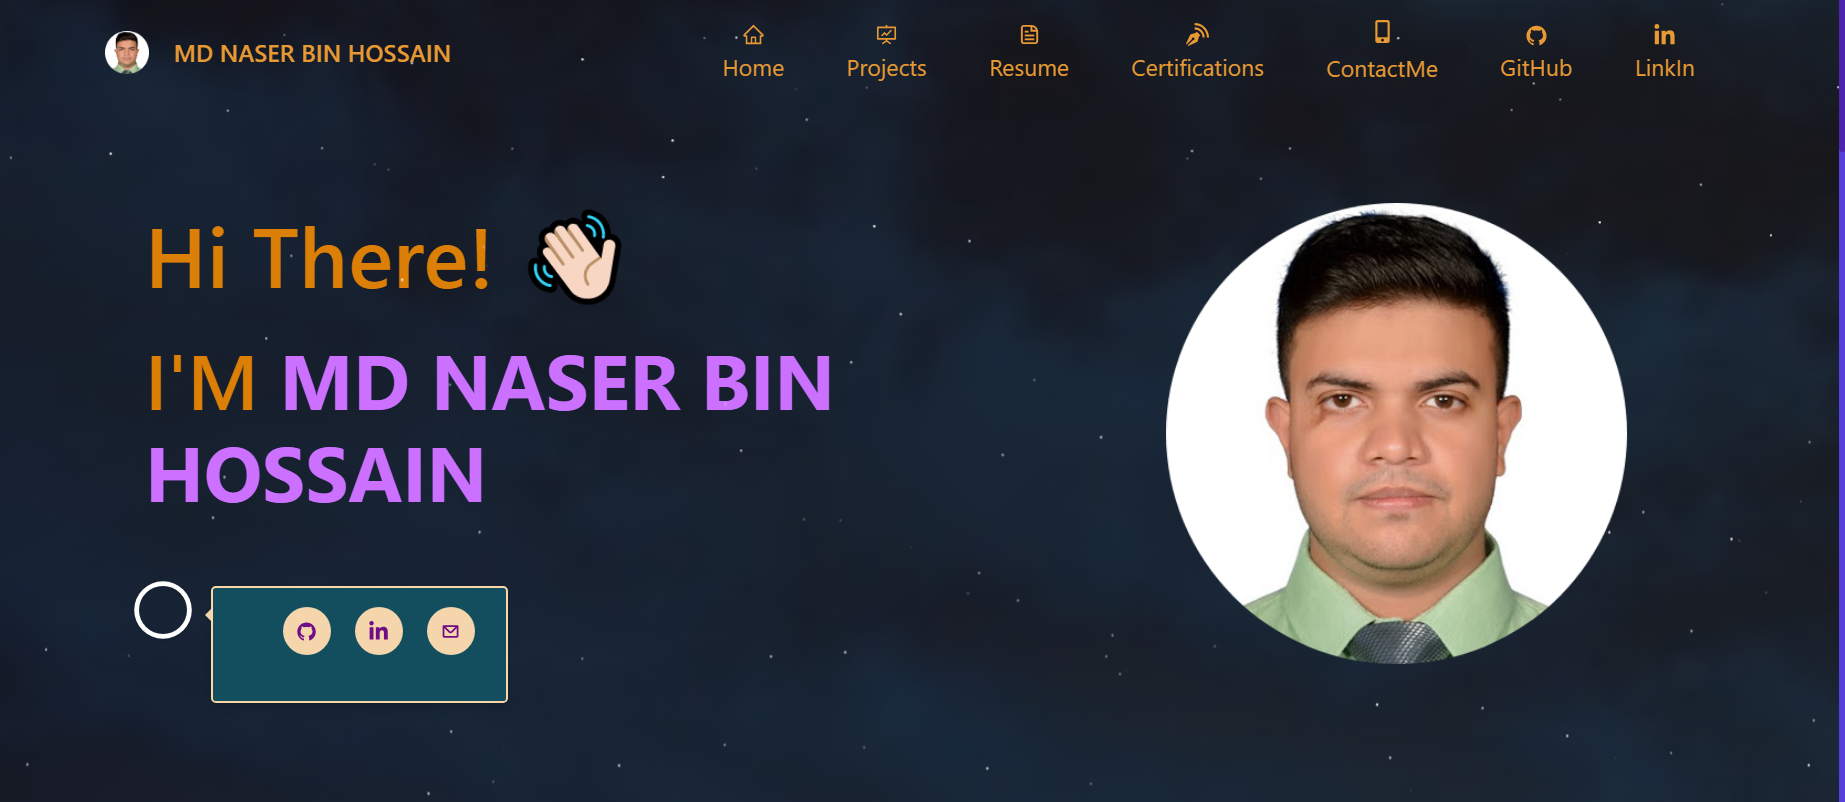 MD NASER BIN HOSSAIN
Home
Projects
Resume
Certifications
ContactMe
GitHub
LinkIn
Hi There!
I'M MD NASER BIN
HOSSAIN